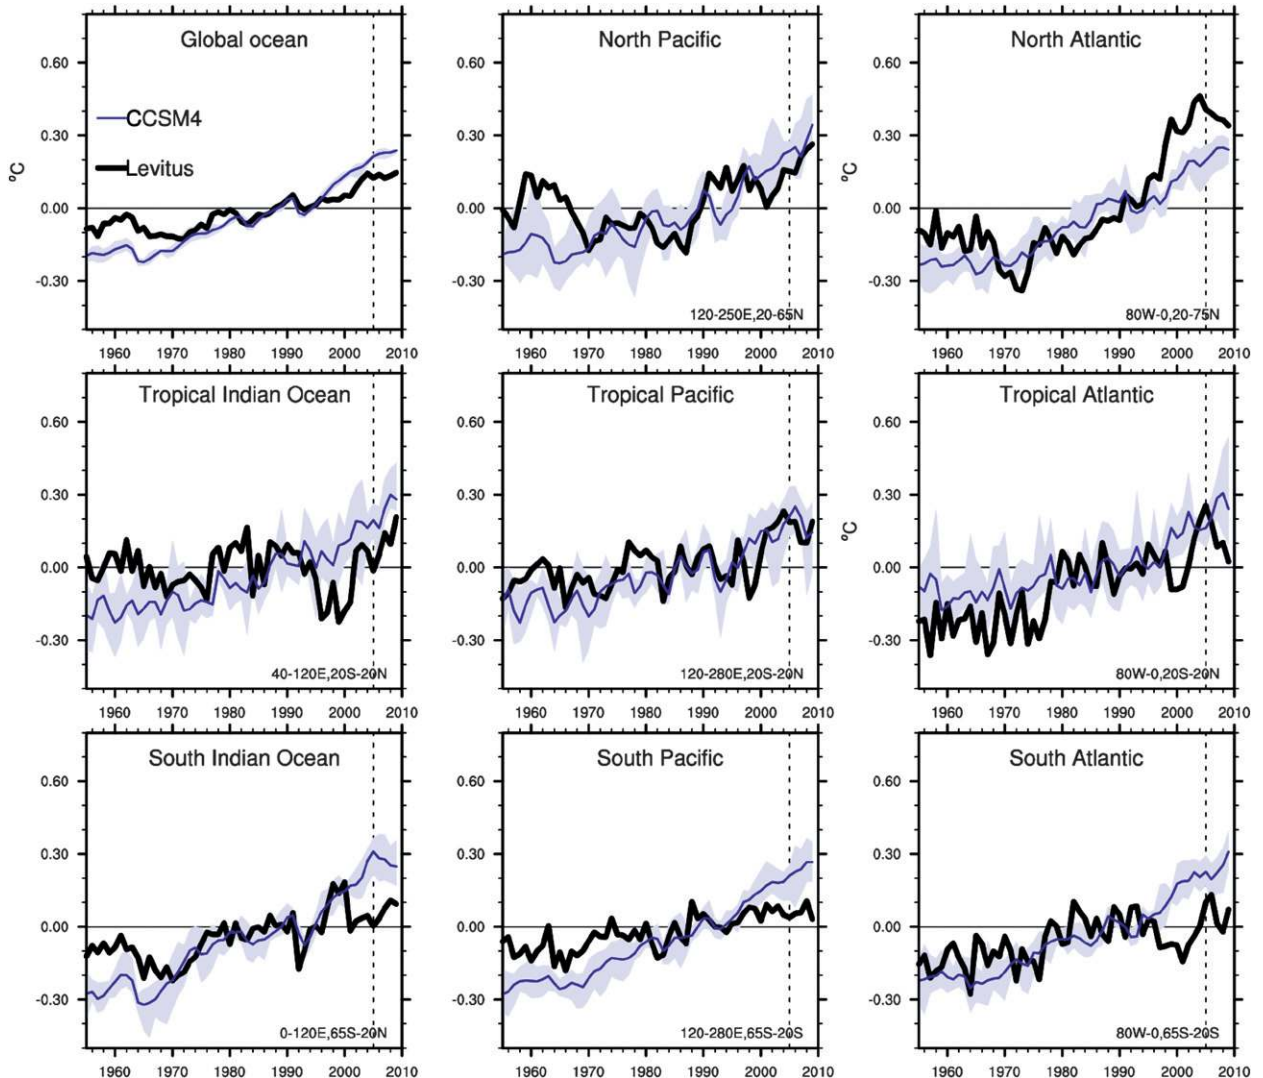 Global ocean North Pacific North Atlantic
0.60 0.60 0.60
CCSM4
0.30 0.30 0.30
ºC ºC
Levitus
0.00 0.00 0.00
-0.30 -0.30 -0.30
120-250E,20-65N 80W-0,20-75N
1960 1970 1980 1990 2000 2010 1960 1970 1980 1990 2000 2010 1960 1970 1980 1990 2000 2010
Tropical Indian Ocean Tropical Pacific Tropical Atlantic
0.60 0.60 0.60
0.30 0.30 0.30
ºC
0.00 0.00 0.00
-0.30 -0.30 -0.30
40-120E,20S-20N 120-280E,20S-20N 80W-0,20S-20N
1960 1970 1980 1990 2000 2010 1960 1970 1980 1990 2000 2010 1960 1970 1980 1990 2000 2010
South Indian Ocean South Pacific South Atlantic
0.60 0.60 0.60
0.30 0.30 0.30
0.00 0.00 0.00
-0.30 -0.30 -0.30
0-120E,65S-20N 120-280E,65S-20S 80W-0,65S-20S
1960 1970 1980 1990 2000 2010 1960 1970 1980 1990 2000 2010 1960 1970 1980 1990 2000 2010